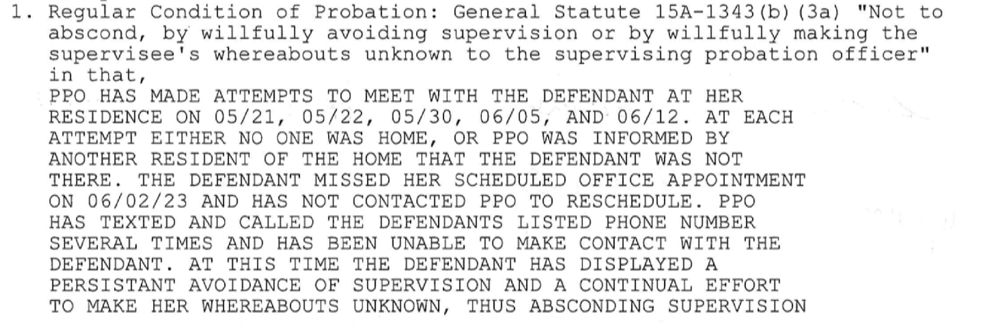 1. Regular Condition of Probation: General Statute 15A-1343(b)(3a) "Not to
abscond, by willfully avoiding supervision or by willfully making the
supervisee's whereabouts unknown to the supervising probation officer"
in that,
PPO HAS MADE ATTEMPTS TO MEET WITH THE DEFENDANT AT HER
RESIDENCE ON 05/21, 05/22, 05/30, 06/05, AND 06/12. AT EACH
ATTEMPT EITHER NO ONE WAS HOME, OR PPO WAS INFORMED BY
ANOTHER RESIDENT OF THE HOME THAT THE DEFENDANT WAS NOT
THERE. THE DEFENDANT MISSED HER SCHEDULED OFFICE APPOINTMENT
ON 06/02/23 AND HAS NOT CONTACTED PPO TO RESCHEDULE. PPO
HAS TEXTED AND CALLED THE DEFENDANTS LISTED PHONE NUMBER
SEVERAL TIMES AND HAS BEEN UNABLE TO MAKE CONTACT WITH THE
DEFENDANT. AT THIS TIME THE DEFENDANT HAS DISPLAYED A
PERSISTANT AVOIDANCE OF SUPERVISION AND A CONTINUAL EFFORT
TO MAKE HER WHEREABOUTS UNKNOWN, THUS ABSCONDING SUPERVISION